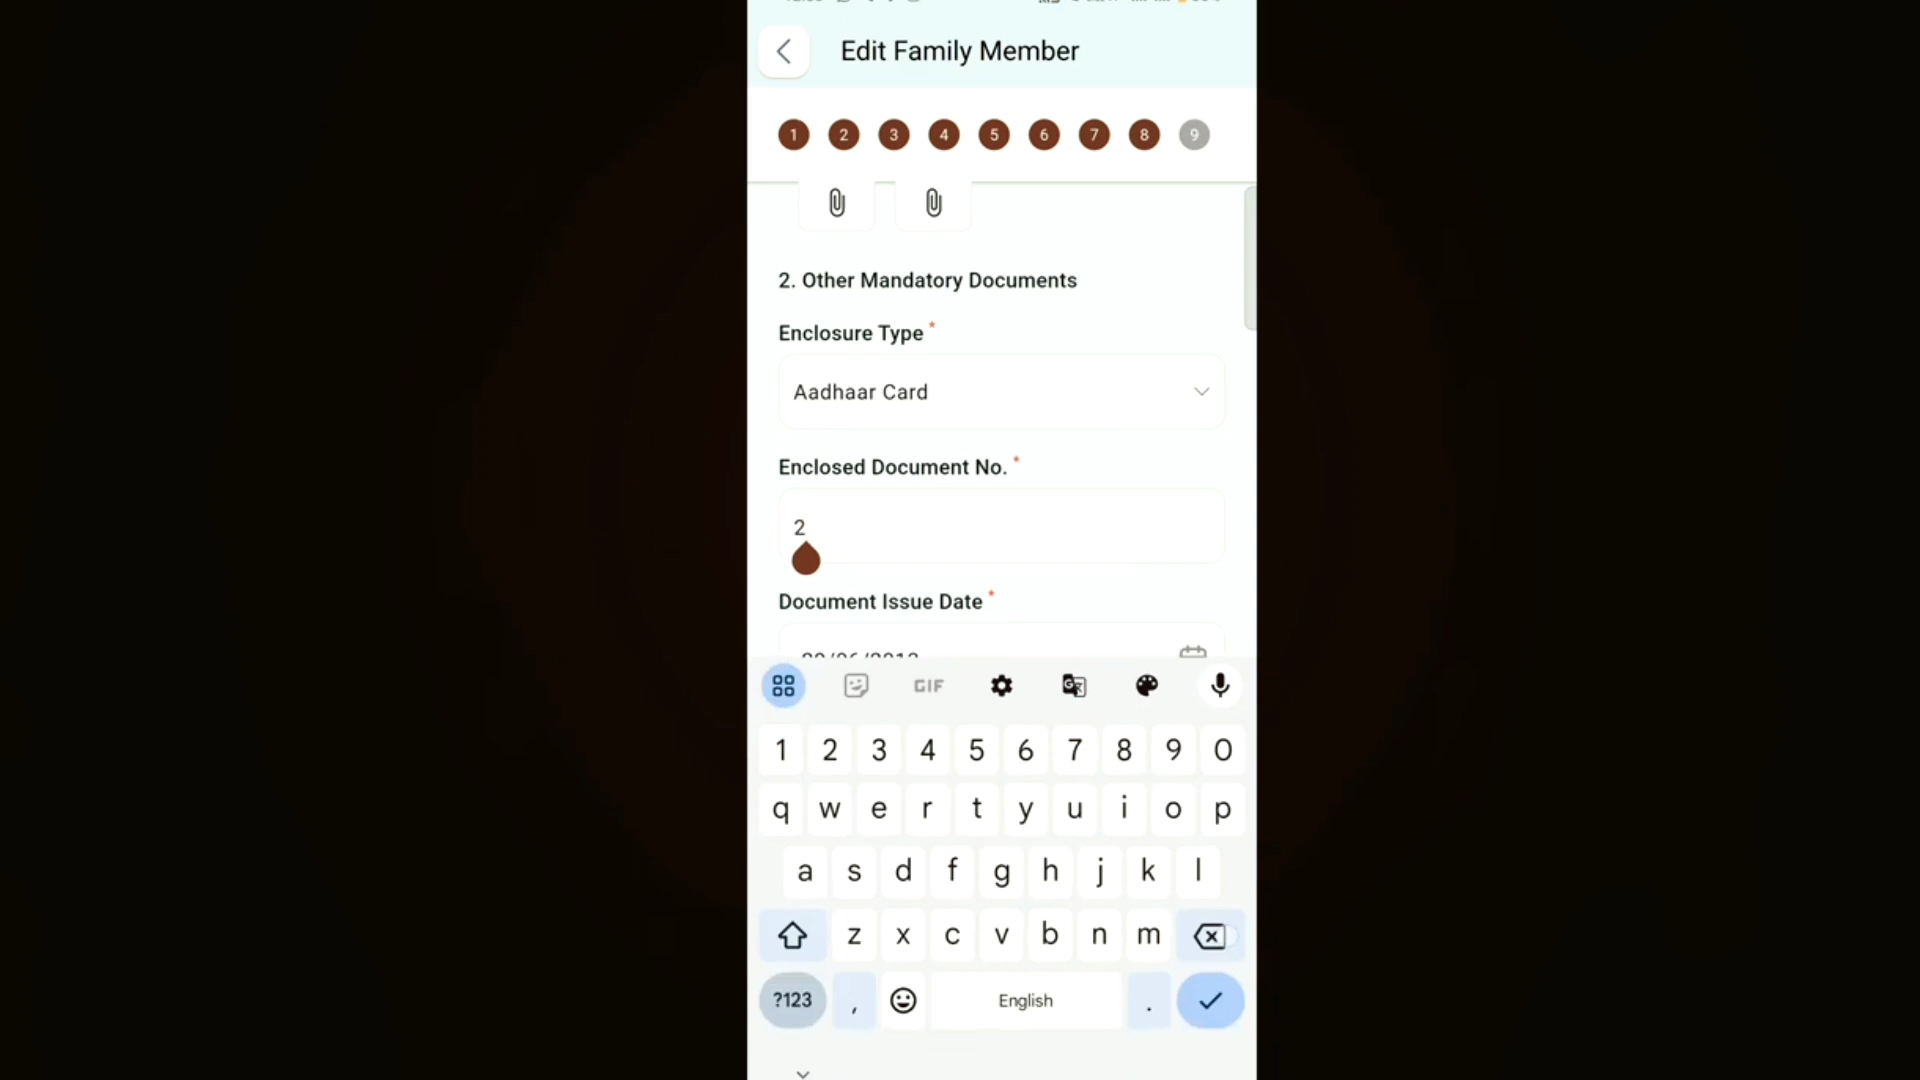 Edit Family Member
1 2 3 4 5 6 7 8 9
2. Other Mandatory Documents
Enclosure Type *
Aadhaar Card
Enclosed Document No. *
2
Document Issue Date *
GIF
1 2 3 4 5 6 7 8 9 0
q w e r t y u i o p
a s d f g h j k l
z x c v b n m
?123 , English .